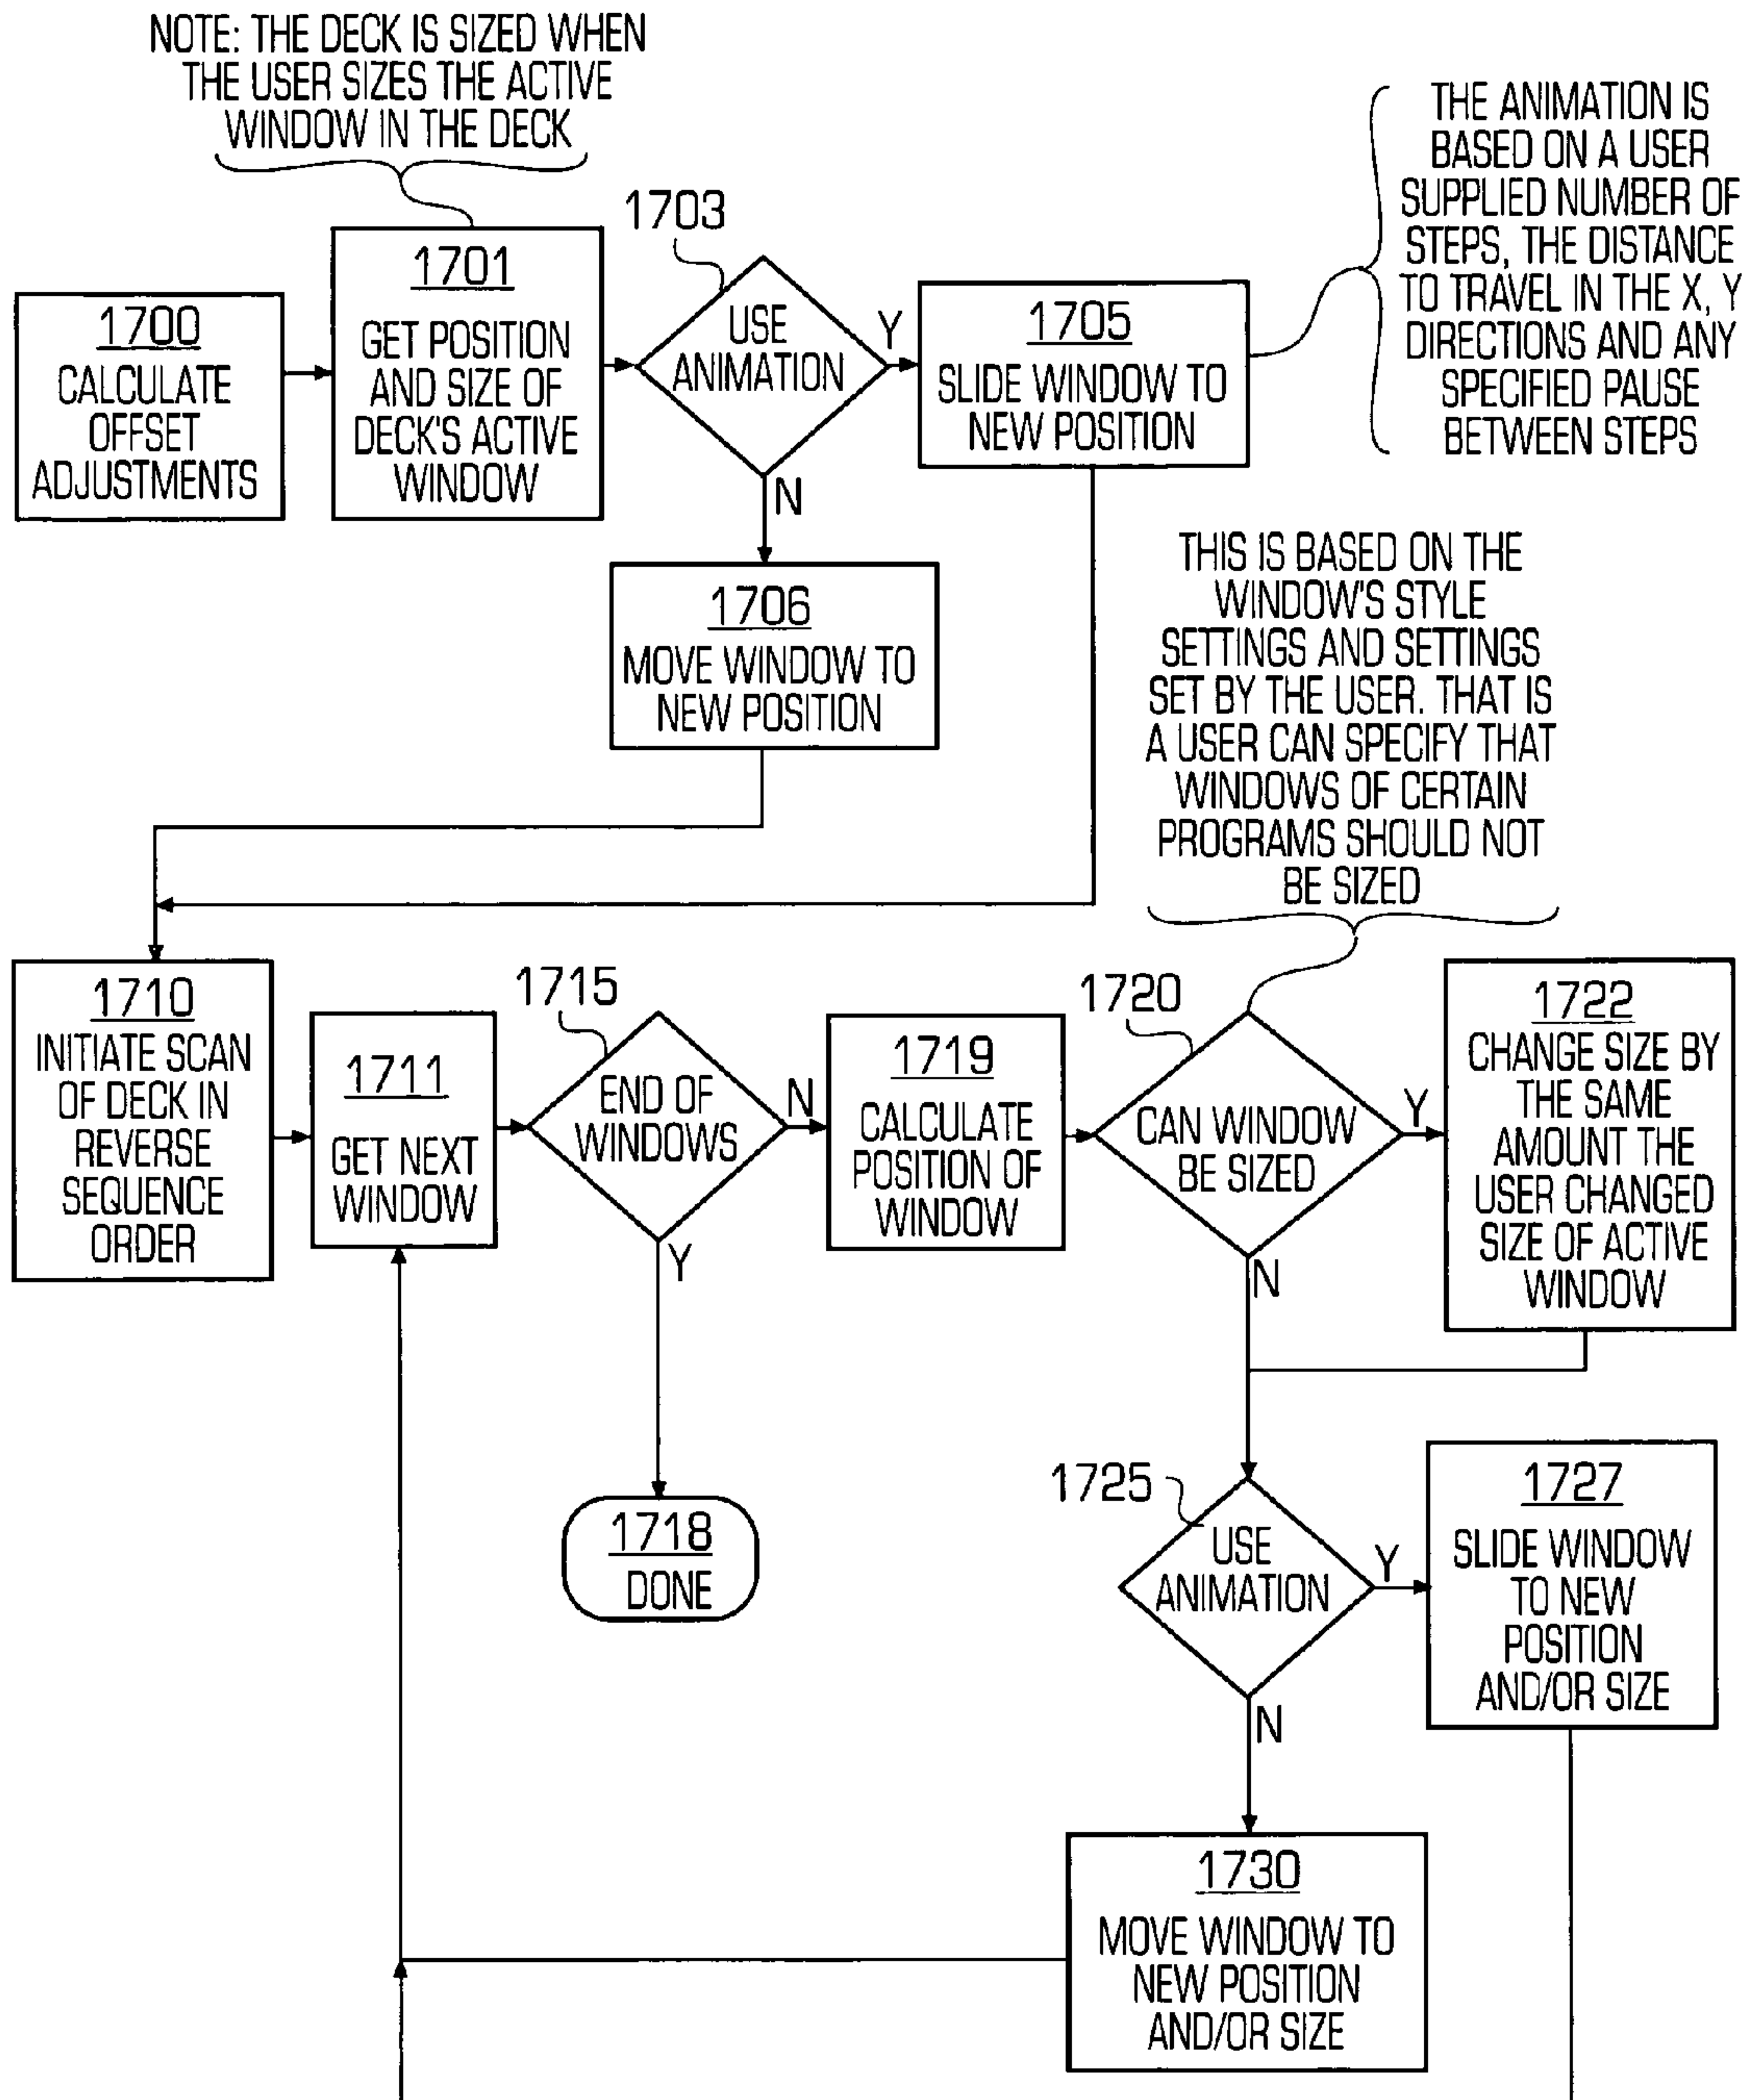 NOTE: THE DECK IS SIZED WHEN
THE USER SIZES THE ACTIVE
WINDOW IN THE DECK
THE ANIMATION IS
BASED ON A USER
SUPPLIED NUMBER OF
STEPS, THE DISTANCE
TO TRAVEL IN THE X, Y
DIRECTIONS AND ANY
SPECIFIED PAUSE
BETWEEN STEPS
1700
CALCULATE
OFFSET
ADJUSTMENTS
1701
GET POSITION
AND SIZE OF
DECK'S ACTIVE
WINDOW
1703
USE
ANIMATION
Y
N
1705
SLIDE WINDOW TO
NEW POSITION
1706
MOVE WINDOW TO
NEW POSITION
THIS IS BASED ON THE
WINDOW'S STYLE
SETTINGS AND SETTINGS
SET BY THE USER. THAT IS
A USER CAN SPECIFY THAT
WINDOWS OF CERTAIN
PROGRAMS SHOULD NOT
BE SIZED
1710
INITIATE SCAN
OF DECK IN
REVERSE
SEQUENCE
ORDER
1711
GET NEXT
WINDOW
1715
END OF
WINDOWS
N
Y
1718
DONE
1719
CALCULATE
POSITION OF
WINDOW
1720
CAN WINDOW
BE SIZED
Y
N
1722
CHANGE SIZE BY
THE SAME
AMOUNT THE
USER CHANGED
SIZE OF ACTIVE
WINDOW
1725
USE
ANIMATION
Y
N
1727
SLIDE WINDOW
TO NEW
POSITION
AND/OR SIZE
1730
MOVE WINDOW TO
NEW POSITION
AND/OR SIZE